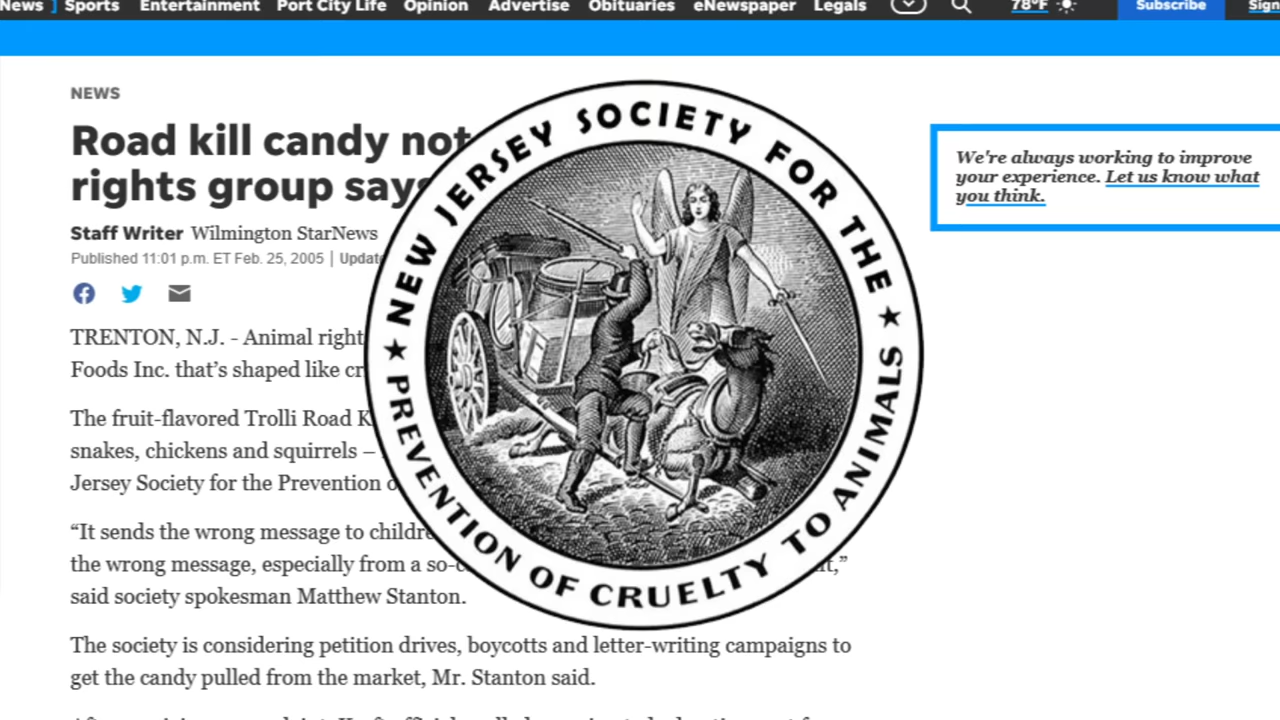 News Sports Entertainment Port City Life Opinion Advertise Obituaries eNewspaper Legals 78°F Subscribe Sign
NEWS
Road kill candy not
rights group says
Staff Writer Wilmington StarNews
Published 11:01 p.m. ET Feb. 25, 2005 |
TRENTON, N.J. - Animal right
Foods Inc. that’s shaped like
The fruit-flavored Trolli Road K
snakes, chickens and squirrels –
Jersey Society for the Prevention
“It sends the wrong message to
the wrong message, especially from a
said society spokesman Matthew Stanton.
The society is considering petition drives, boycotts and letter-writing campaigns to
get the candy pulled from the market, Mr. Stanton said.
NEW JERSEY SOCIETY FOR THE
PREVENTION OF CRUELTY TO ANIMALS
We're always working to improve
your experience. Let us know what
you think.